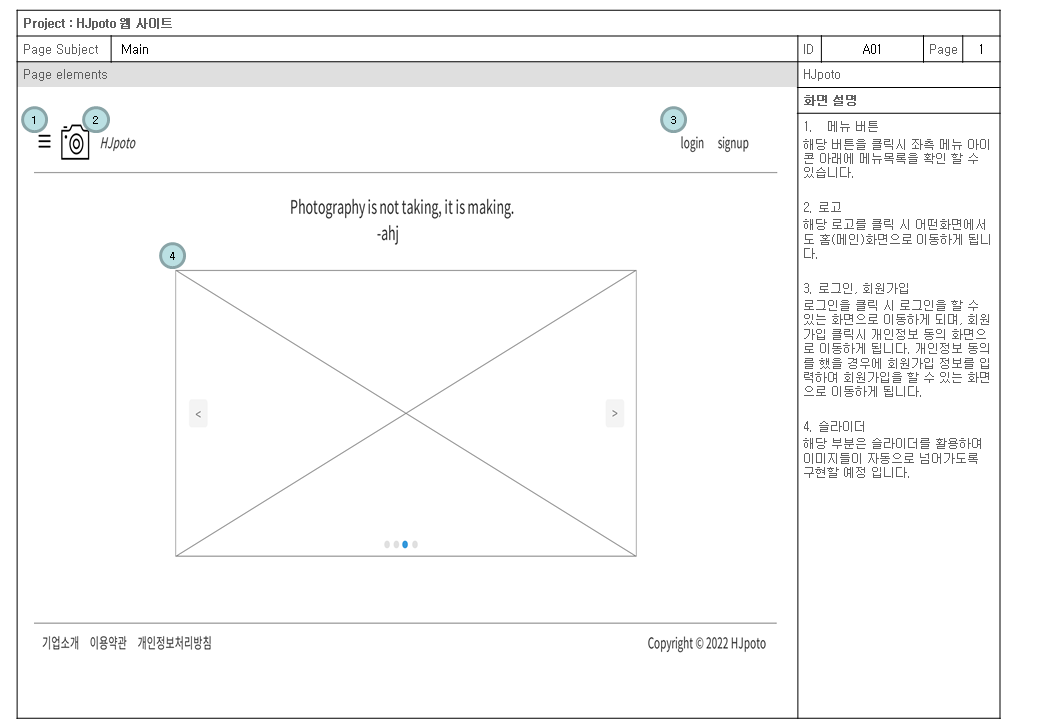 Project : HJpoto 웹 사이트
Page Subject Main ID A01 Page 1
Page elements HJpoto
화면 설명
1 2 3
HJpoto login signup
Photography is not taking, it is making.
-ahj
4
< >
기업소개 이용약관 개인정보처리방침 Copyright © 2022 HJpoto
1. 메뉴 버튼
해당 버튼을 클릭시 좌측 메뉴 아이
콘 아래에 메뉴목록을 확인 할 수
있습니다.
2. 로고
해당 로고를 클릭 시 어떤화면에서
도 홈(메인)화면으로 이동하게 됩니
다.
3. 로그인, 회원가입
로그인을 클릭 시 로그인을 할 수
있는 화면으로 이동하게 되며, 회원
가입 클릭시 개인정보 동의 화면으
로 이동하게 됩니다. 개인정보 동의
를 했을 경우에 회원가입 정보를 입
력하여 회원가입을 할 수 있는 화면
으로 이동하게 됩니다.
4. 슬라이더
해당 부분은 슬라이더를 활용하여
이미지들이 자동으로 넘어가도록
구현할 예정 입니다.